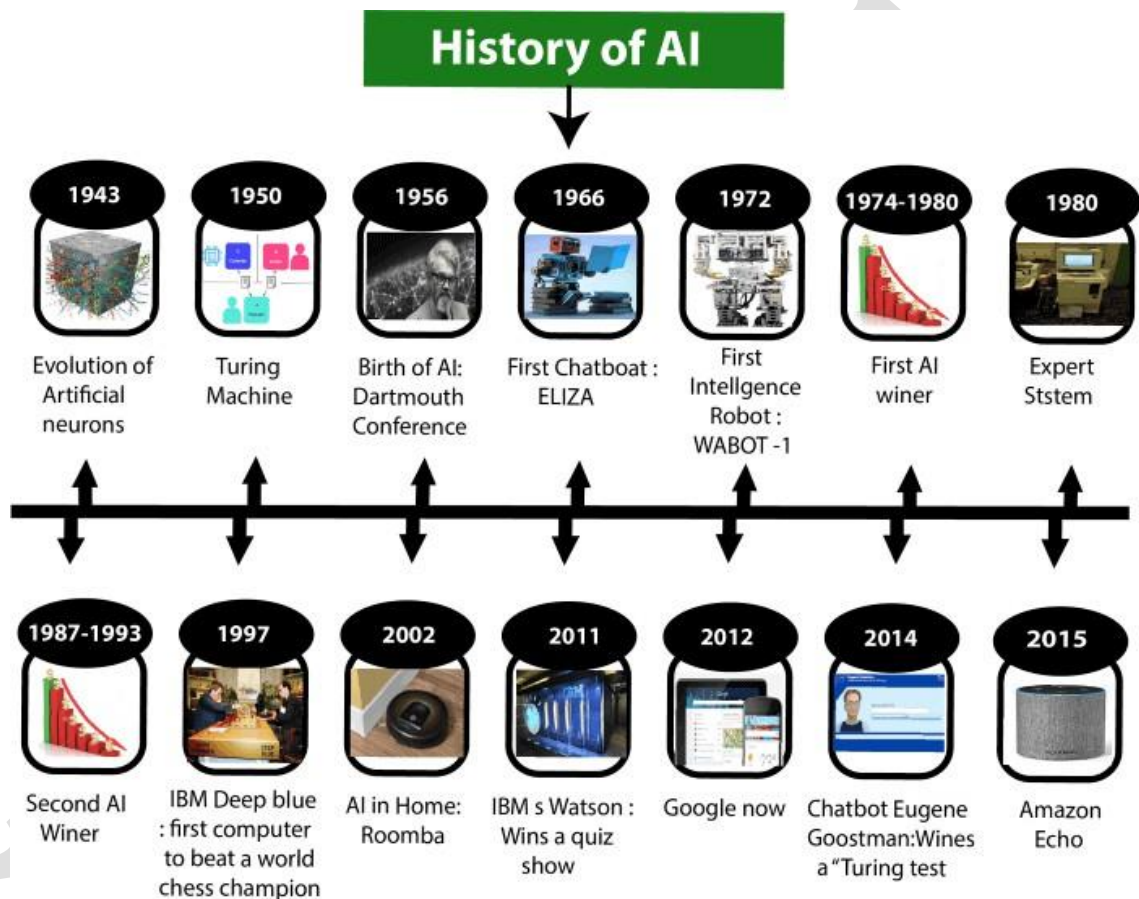 History of AI
1943
1950
1956
1966
1972
1974-1980
1980
Evolution of
Artificial
neurons
Turing
Machine
Birth of AI:
Dartmouth
Conference
First Chatboat :
ELIZA
First
Intellgence
Robot :
WABOT -1
First AI
winer
Expert
Ststem
1987-1993
1997
2002
2011
2012
2014
2015
Second AI
Winer
IBM Deep blue
: first computer
to beat a world
chess champion
AI in Home:
Roomba
IBM s Watson :
Wins a quiz
show
Google now
Chatbot Eugene
Goostman:Wines
a "Turing test
Amazon
Echo